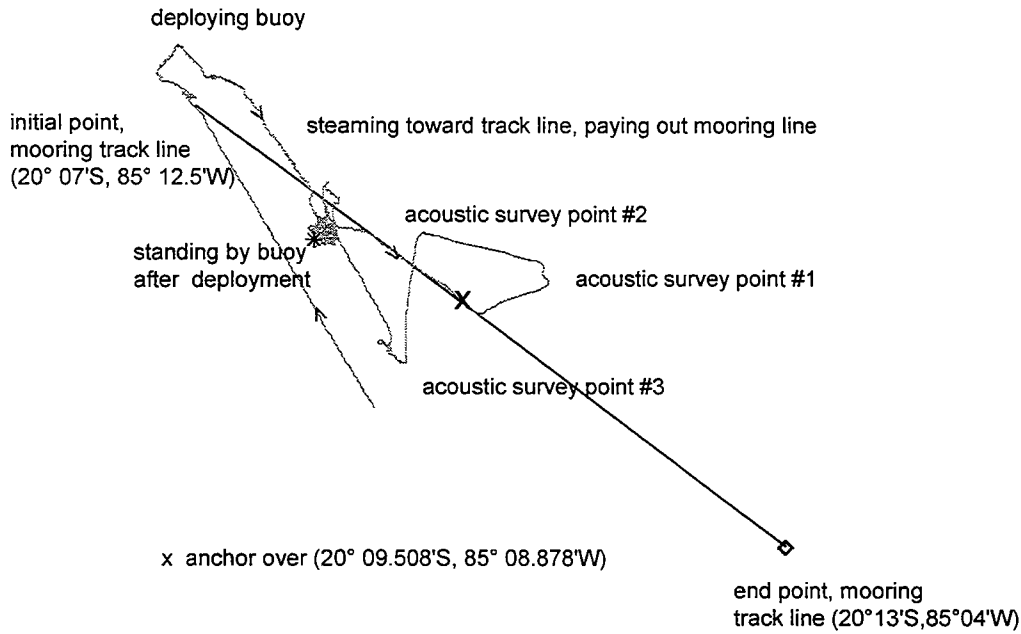 deploying buoy
initial point,
mooring track line
(20° 07'S, 85° 12.5'W)
steaming toward track line, paying out mooring line
acoustic survey point #2
standing by buoy
after deployment
acoustic survey point #1
acoustic survey point #3
x anchor over (20° 09.508'S, 85° 08.878'W)
end point, mooring
track line (20°13'S,85°04'W)